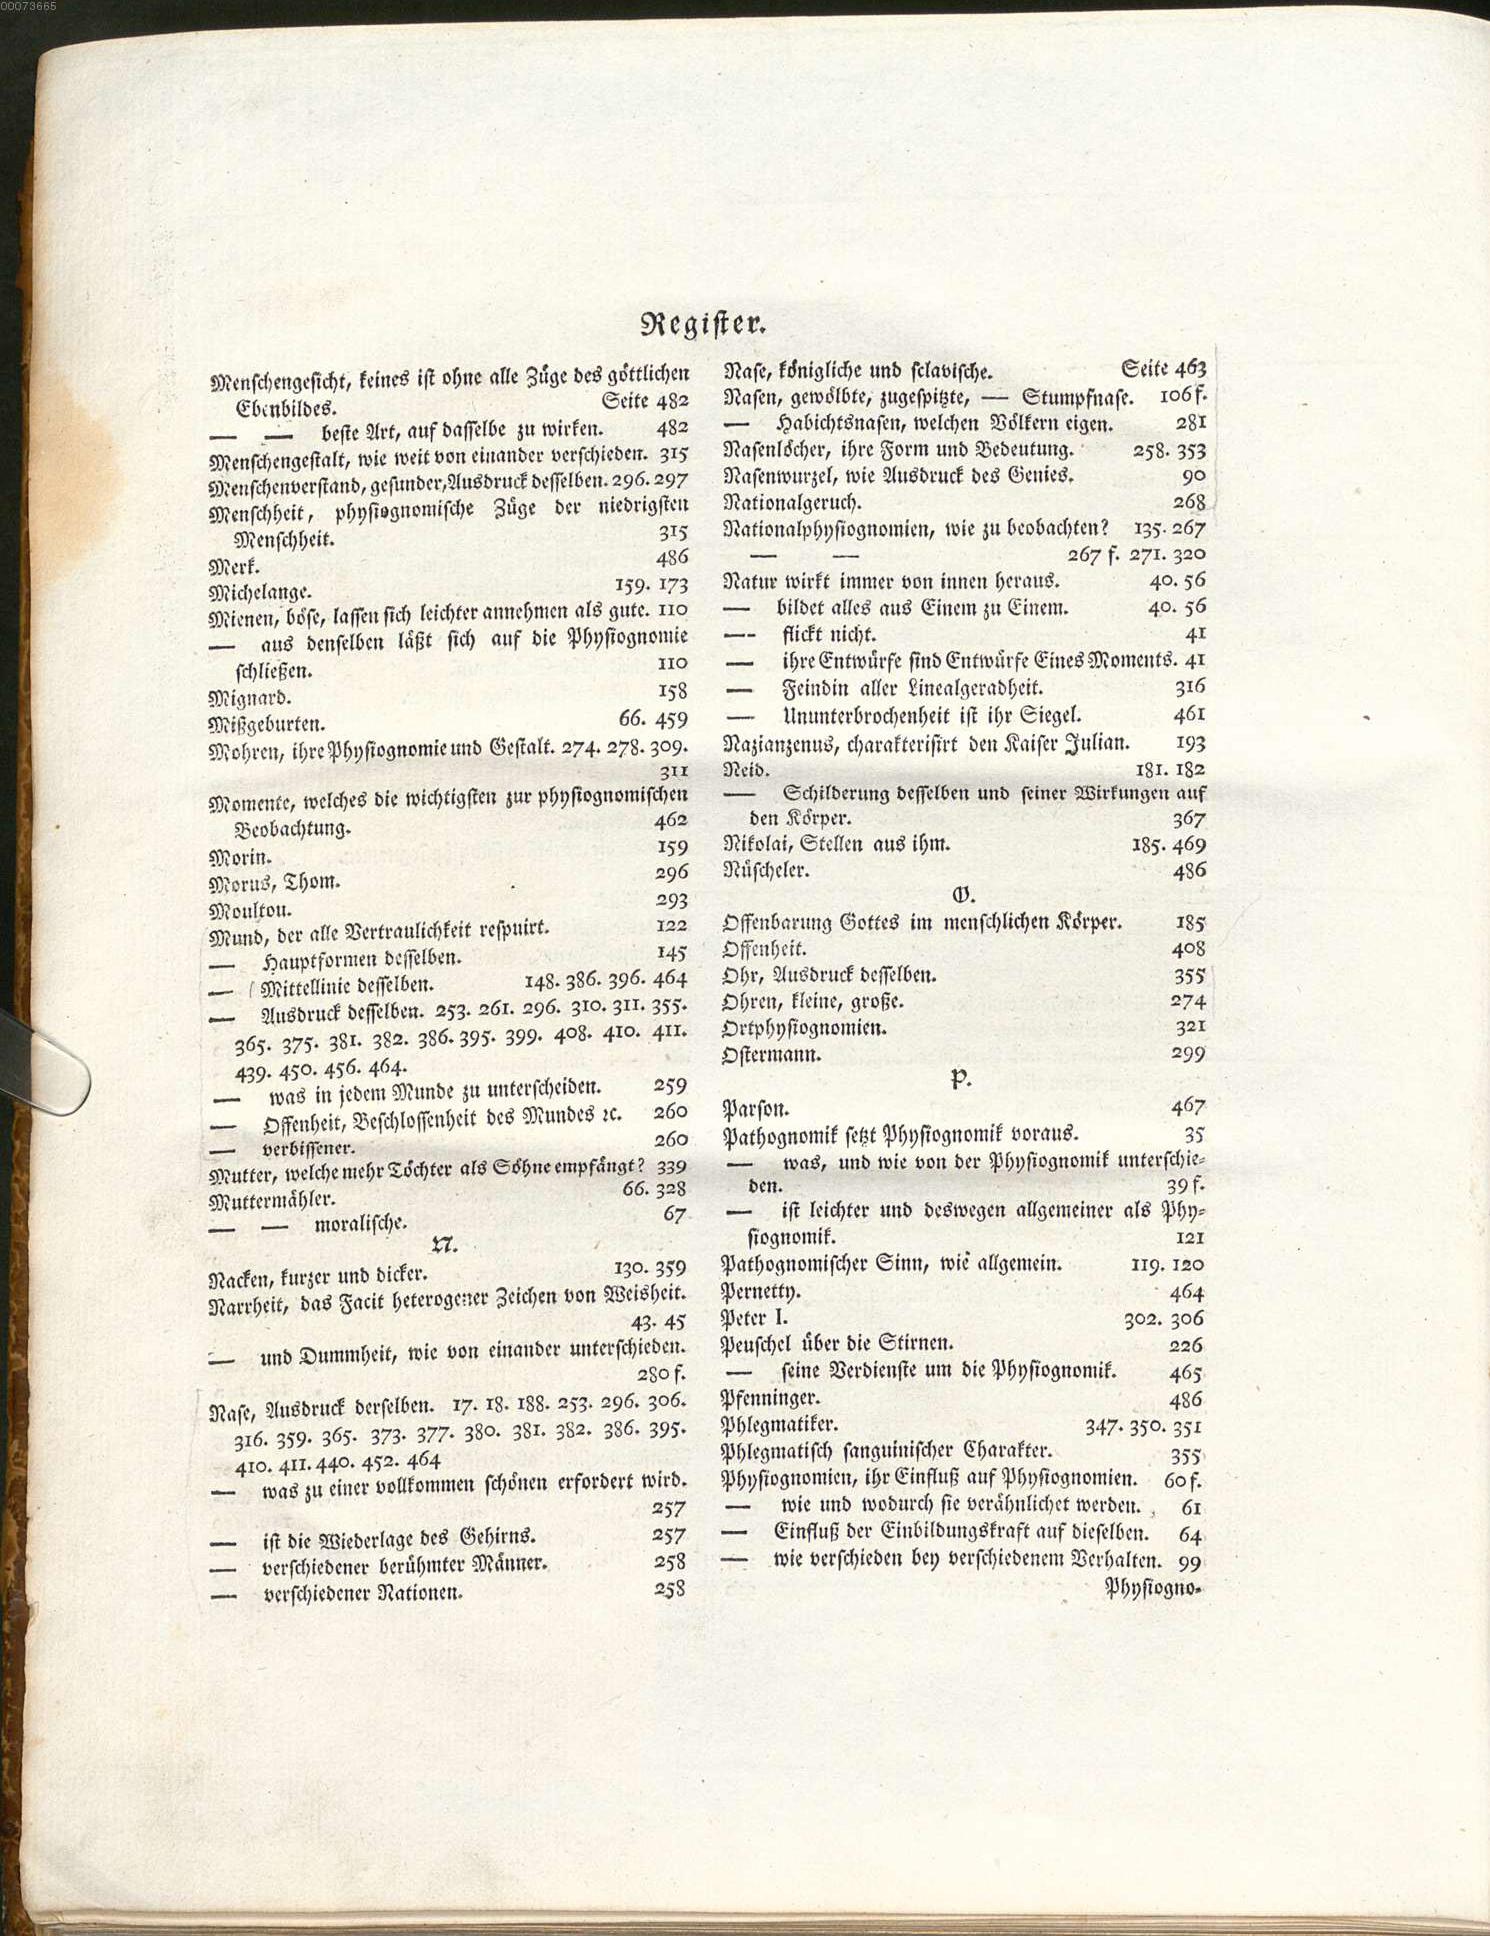 00073665
Register.
Menschengesicht, keines ist ohne alle Züge des göttlichen
Ebenbildes. Seite 482
— — beste Art, auf dasselbe zu wirken. 482
Menschengestalt, wie weit von einander verschieden. 315
Menschenverstand, gesunder, Ausdruck desselben. 296. 297
Menschheit, physiognomische Züge der niedrigsten
Menschheit. 315
Merk. 486
Michelange. 159. 173
Mienen, böse, lassen sich leichter annehmen als gute. 110
— aus denselben läßt sich auf die Physiognomie
schließen. 110
Mignard. 158
Mißgeburten. 66. 459
Mohren, ihre Physiognomie und Gestalt. 274. 278. 309.
311
Momente, welches die wichtigsten zur physiognomischen
Beobachtung. 462
Morin. 159
Morus, Thom. 296
Moulton. 293
Mund, der alle Vertraulichkeit respuirt. 122
— Hauptformen desselben. 145
— Mittellinie desselben. 148. 386. 396. 464
— Ausdruck desselben. 253. 261. 296. 310. 311. 355.
365. 375. 381. 382. 386. 395. 399. 408. 410. 411.
439. 450. 456. 464.
— was in jedem Munde zu unterscheiden. 259
— Offenheit, Beschlossenheit des Mundes ꝛc. 260
— verbissener. 260
Mutter, welche mehr Töchter als Söhne empfängt? 339
Muttermähler. 66. 328
— — moralische. 67
N.
Nacken, kurzer und dicker. 130. 359
Narrheit, das Facit heterogener Zeichen von Weisheit.
43. 45
— und Dummheit, wie von einander unterschieden.
280 f.
Nase, Ausdruck derselben. 17. 18. 188. 253. 296. 306.
316. 359. 365. 373. 377. 380. 381. 382. 386. 395.
410. 411. 440. 452. 464
— was zu einer vollkommen schönen erfordert wird.
257
— ist die Wiederlage des Gehirns. 257
— verschiedener berühmter Männer. 258
— verschiedener Nationen. 258
Nase, königliche und sclavische. Seite 463
Nasen, gewölbte, zugespitzte, — Stumpfnase. 106 f.
— Habichtsnasen, welchen Völkern eigen. 281
Nasenlöcher, ihre Form und Bedeutung. 258. 353
Nasenwurzel, wie Ausdruck des Genies. 90
Nationalgeruch. 268
Nationalphysiognomien, wie zu beobachten? 135. 267
— — 267 f. 271. 320
Natur wirkt immer von innen heraus. 40. 56
— bildet alles aus Einem zu Einem. 40. 56
— flickt nicht. 41
— ihre Entwürfe sind Entwürfe Eines Moments. 41
— Feindin aller Linealgeradheit. 316
— Ununterbrochenheit ist ihr Siegel. 461
Nazianzenus, charakterisirt den Kaiser Julian. 193
Neid. 181. 182
— Schilderung desselben und seiner Wirkungen auf
den Körper. 367
Nikolai, Stellen aus ihm. 185. 469
Nüscheler. 486
O.
Offenbarung Gottes im menschlichen Körper. 185
Offenheit. 408
Ohr, Ausdruck desselben. 355
Ohren, kleine, große. 274
Ortphysiognomien. 321
Ostermann. 299
P.
Parson. 467
Pathognomik setzt Physiognomik voraus. 35
— was, und wie von der Physiognomik unterschie-
den. 39 f.
— ist leichter und deswegen allgemeiner als Phy-
siognomik. 121
Pathognomischer Sinn, wie allgemein. 119. 120
Pernetty. 464
Peter I. 302. 306
Peuschel über die Stirnen. 226
— seine Verdienste um die Physiognomik. 465
Pfenninger. 486
Phlegmatiker. 347. 350. 351
Phlegmatisch sanguinischer Charakter. 355
Physiognomien, ihr Einfluß auf Physiognomien. 60 f.
— wie und wodurch sie verähnlichet werden. 61
— Einfluß der Einbildungskraft auf dieselben. 64
— wie verschieden bey verschiedenem Verhalten. 99
Physiogno-